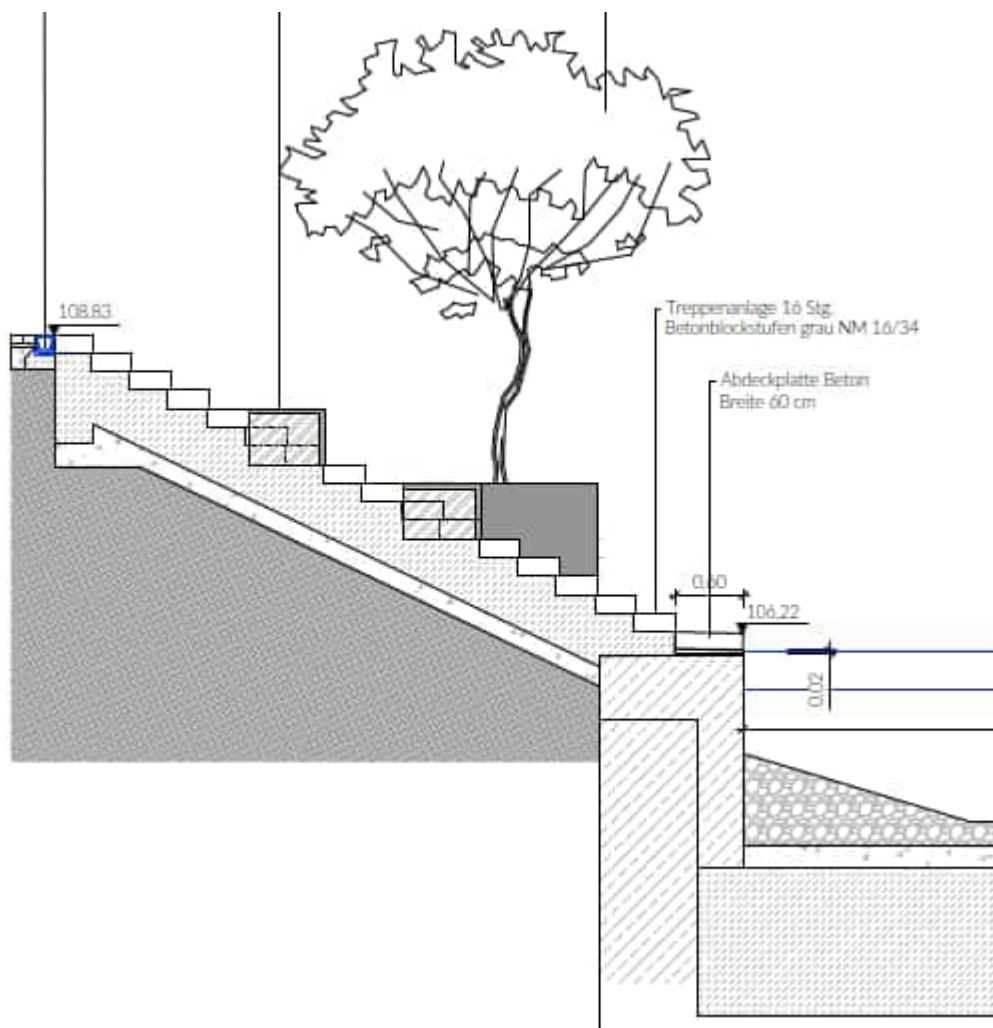 108.83
Treppenanlage 16 Stg.
Betonblockstufen grau NM 16/34
Abdeckplatte Beton
Breite 60 cm
0.60
106.22
0.02